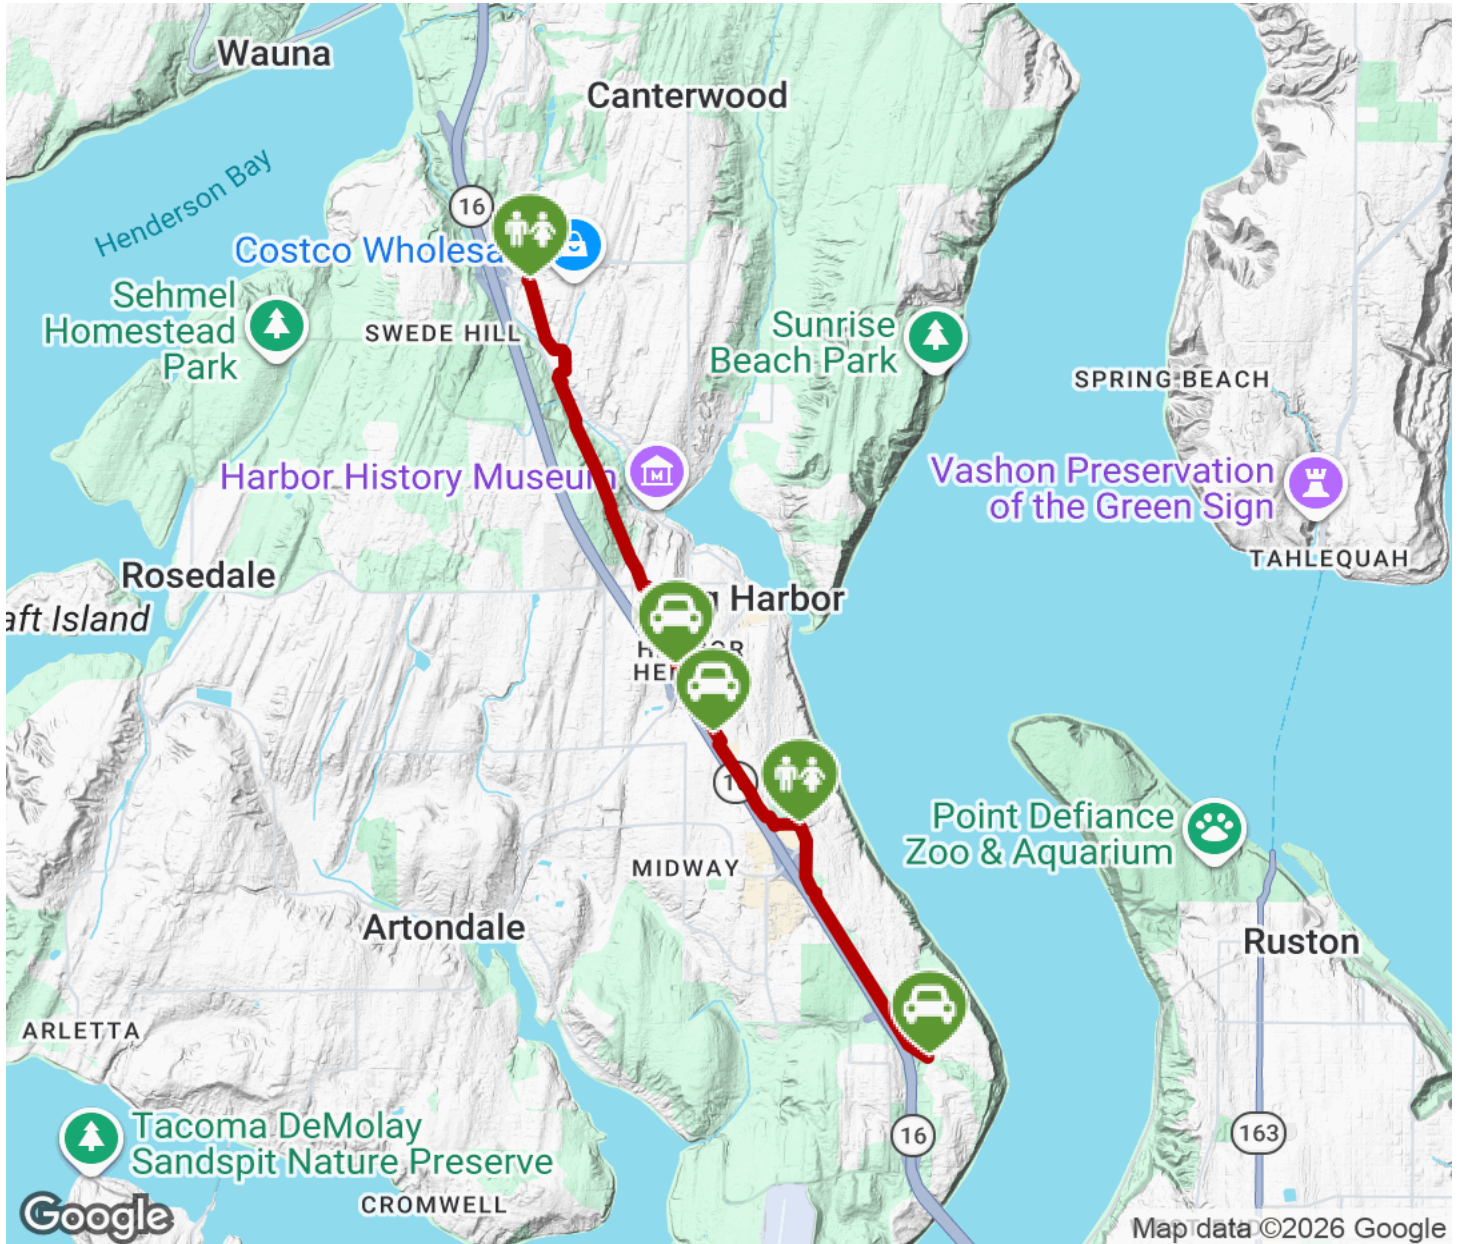 Wauna
Canterwood
Henderson Bay
16
Costco Wholesa
Sehmel
Homestead
Park
SWEDE HILL
Sunrise
Beach Park
SPRING BEACH
Harbor History Museum
M
Vashon Preservation
of the Green Sign
TAHLEQUAH
Rosedale
aft Island
Harbor
MIDWAY
Point Defiance
Zoo & Aquarium
Artondale
Ruston
ARLETTA
Tacoma DeMolay
Sandspit Nature Preserve
16
163
CROMWELL
Google
Map data ©2026 Google